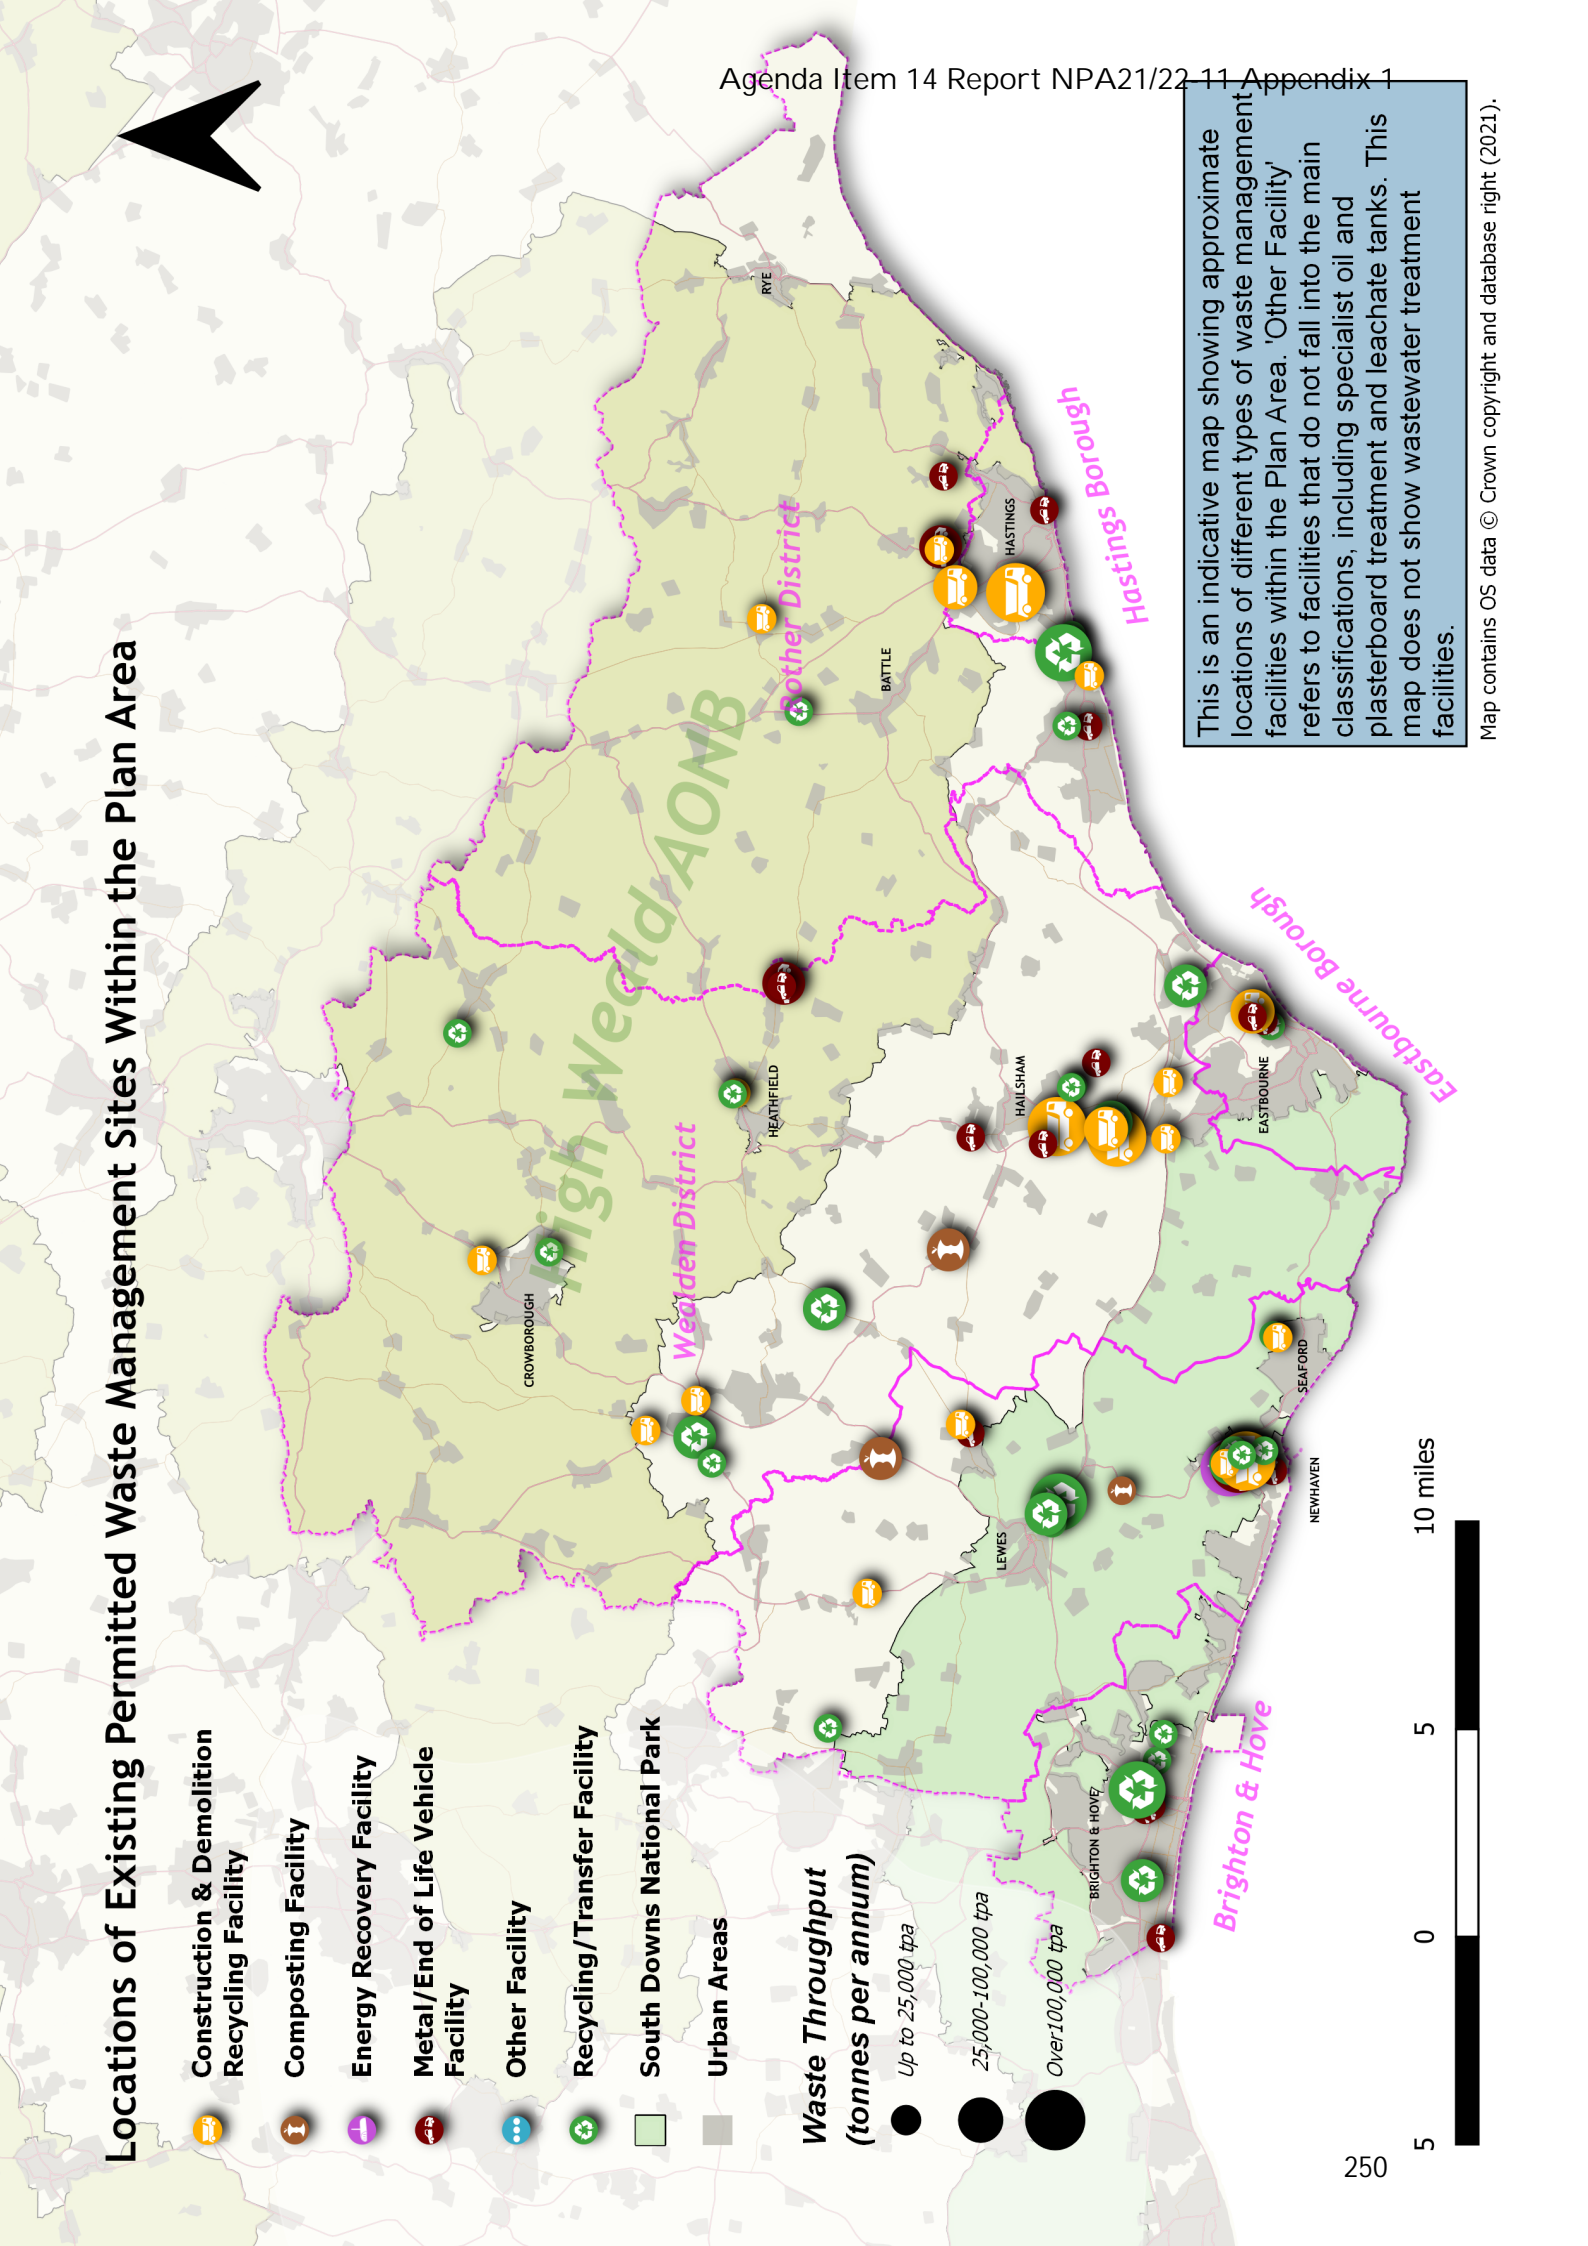 Agenda Item 14 Report NPA21/22-11 Appendix 1
Locations of Existing Permitted Waste Management Sites Within the Plan Area
Construction & Demolition
Recycling Facility
Composting Facility
Energy Recovery Facility
Metal/End of Life Vehicle
Facility
Other Facility
Recycling/Transfer Facility
South Downs National Park
Urban Areas
Waste Throughput
(tonnes per annum)
Up to 25,000 tpa
25,000-100,000 tpa
Over100,000 tpa
High Weald AONB
Wealden District
Rother District
Hastings Borough
Eastbourne Borough
Brighton & Hove
CROWBOROUGH
HEATHFIELD
BATTLE
RYE
HASTINGS
HAILSHAM
EASTBOURNE
SEAFORD
NEWHAVEN
LEWES
BRIGHTON & HOVE
5
0
5
10 miles
This is an indicative map showing approximate
locations of different types of waste management
facilities within the Plan Area. 'Other Facility'
refers to facilities that do not fall into the main
classifications, including specialist oil and
plasterboard treatment and leachate tanks. This
map does not show wastewater treatment
facilities.
Map contains OS data © Crown copyright and database right (2021).
250